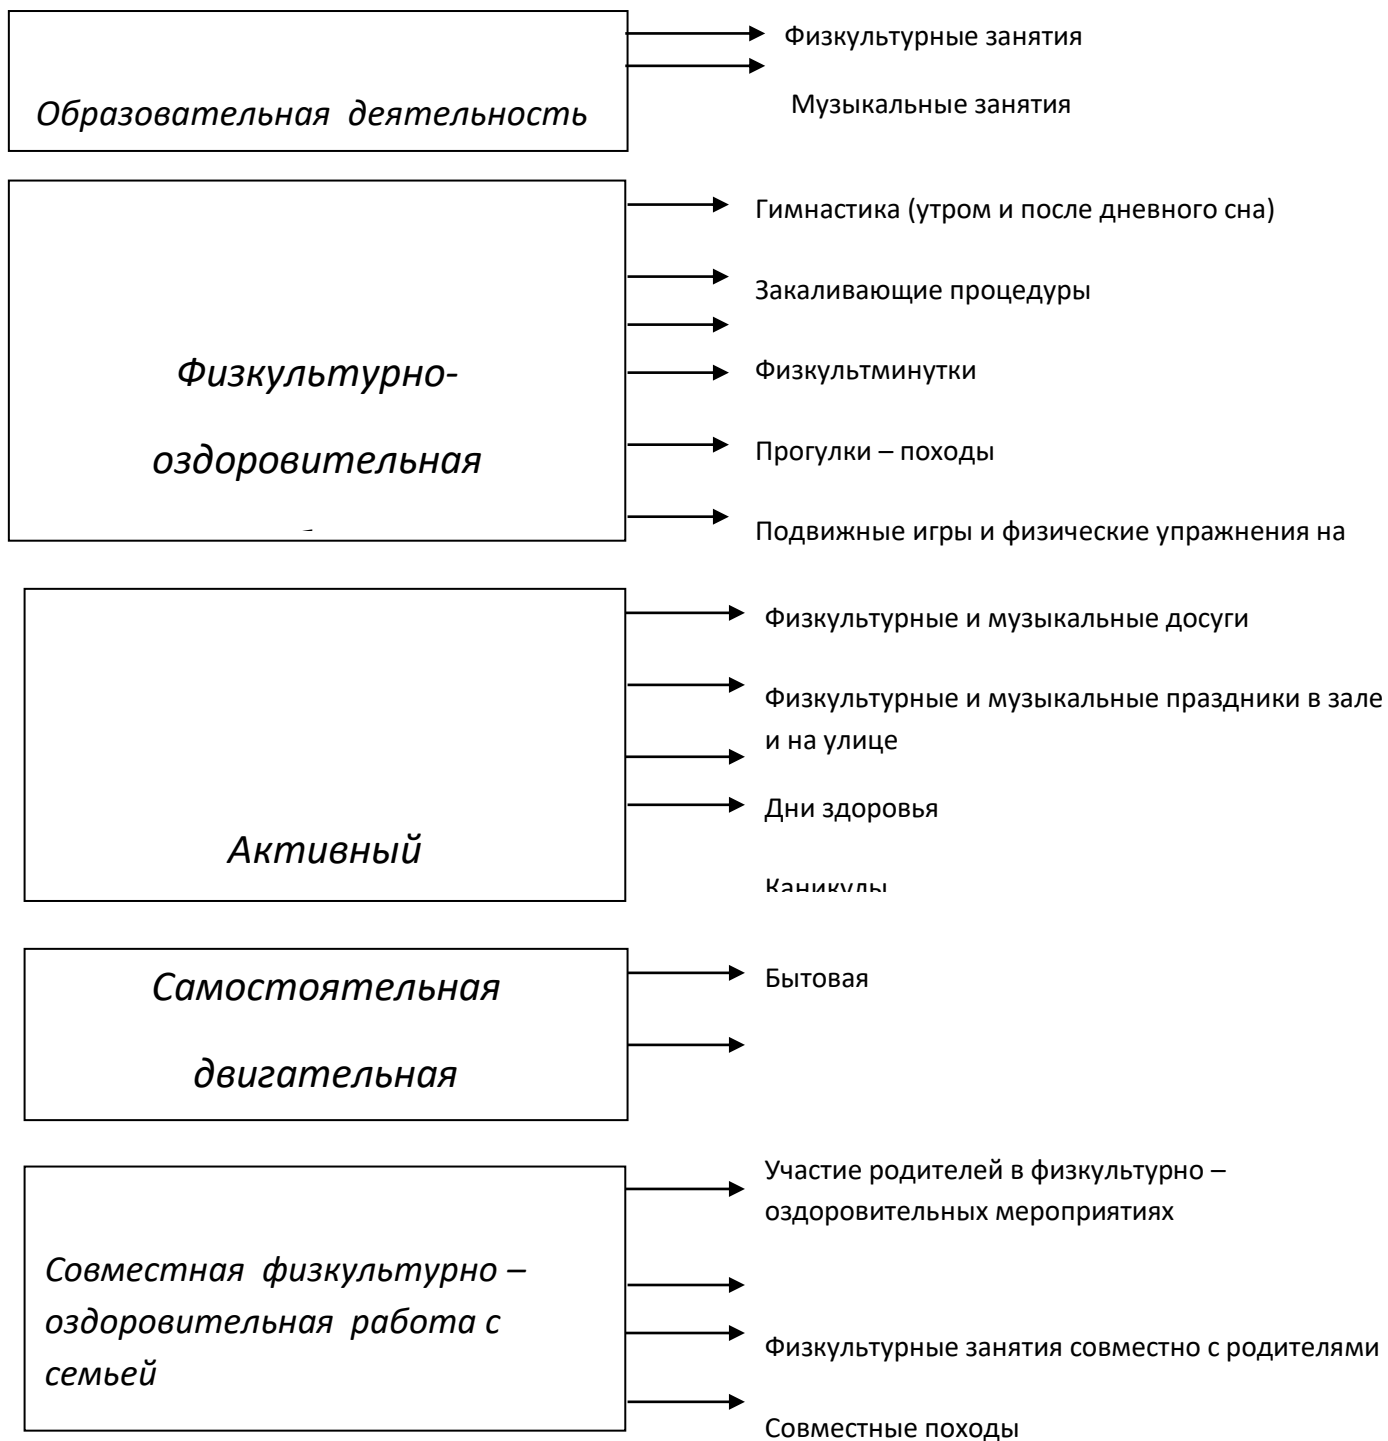 Образовательная деятельность
Физкультурные занятия
Музыкальные занятия
Физкультурно-
оздоровительная
Гимнастика (утром и после дневного сна)
Закаливающие процедуры
Физкультминутки
Прогулки – походы
Подвижные игры и физические упражнения на
Активный
Физкультурные и музыкальные досуги
Физкультурные и музыкальные праздники в зале
и на улице
Дни здоровья
Каникулы
Самостоятельная
двигательная
Бытовая
Совместная физкультурно –
оздоровительная работа с
семьей
Участие родителей в физкультурно –
оздоровительных мероприятиях
Физкультурные занятия совместно с родителями
Совместные походы